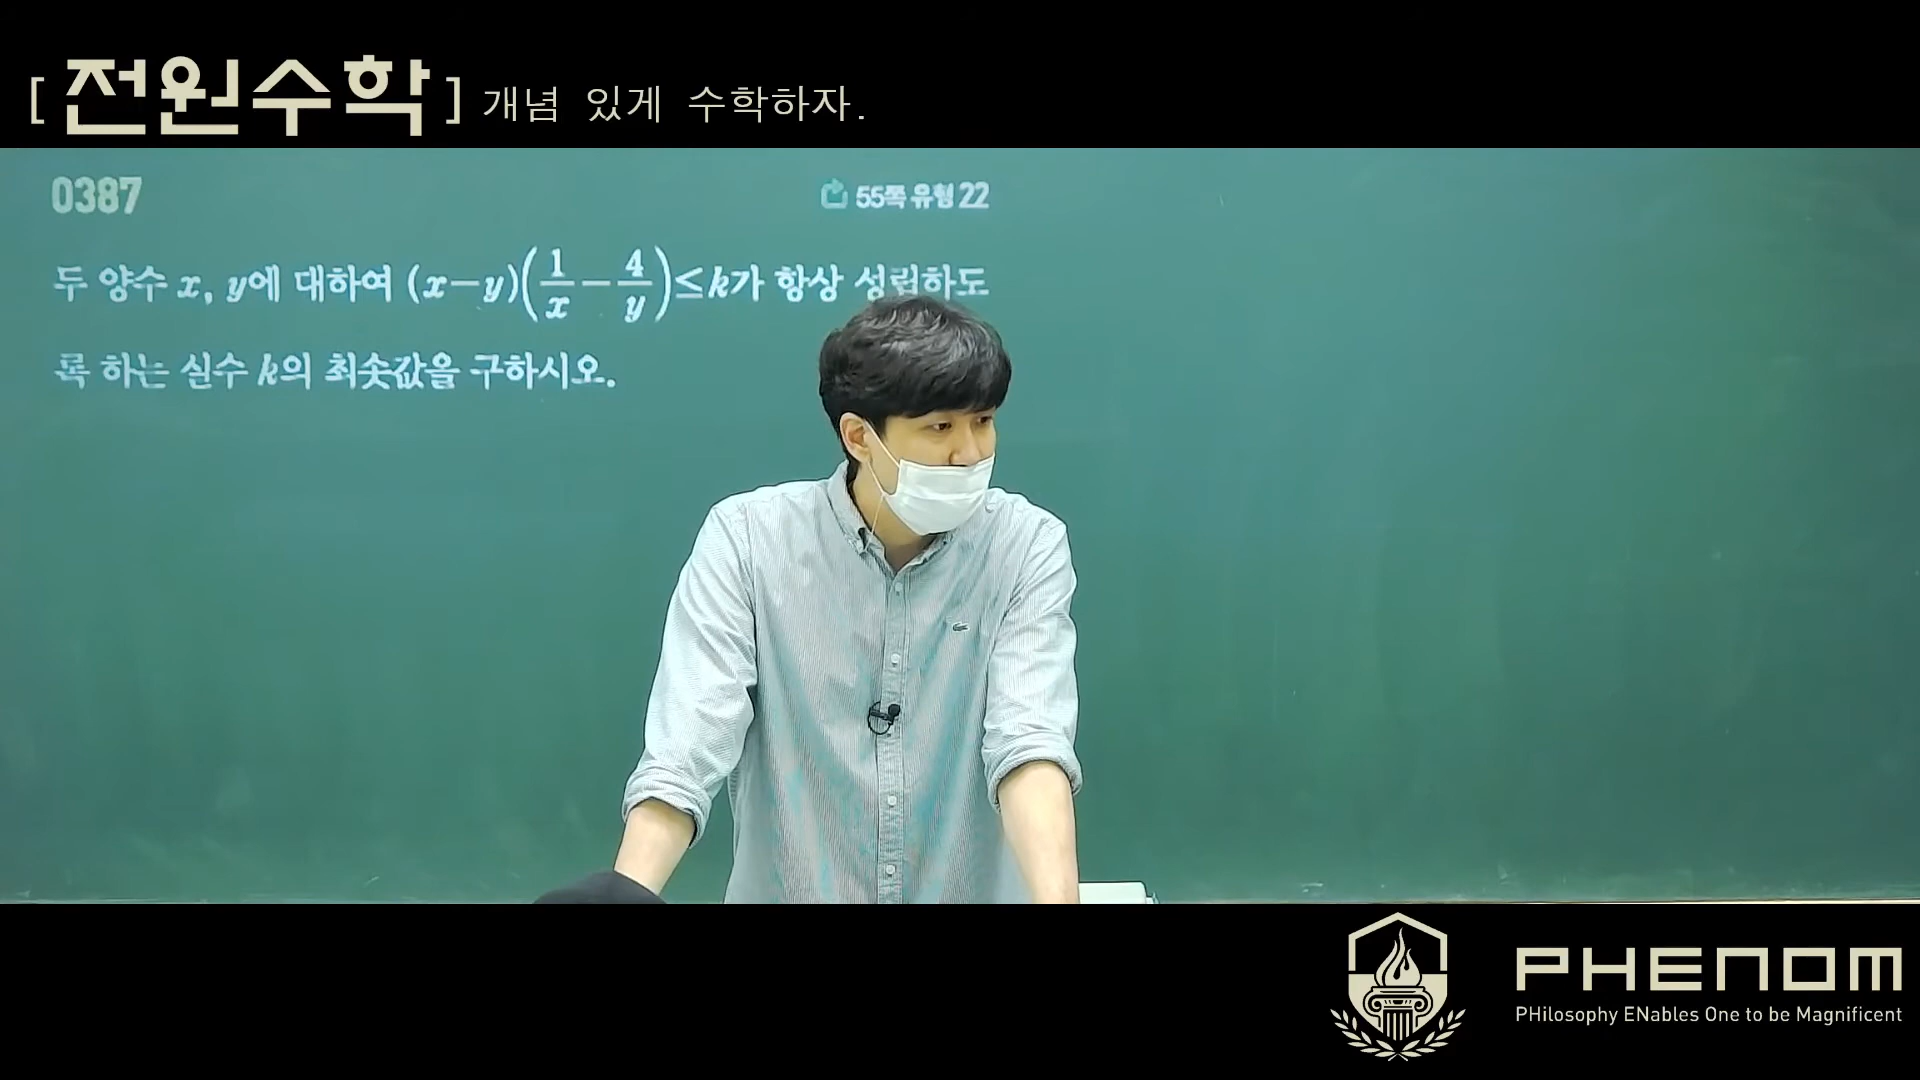 [전원수학] 개념 있게 수학하자.
0387
55쪽 유형 22
두 양수 x, y에 대하여 (x-y)(1/x - 4/y)≤k가 항상 성립하도
록 하는 실수 k의 최솟값을 구하시오.
PHENOM
PHilosophy ENables One to be Magnificent